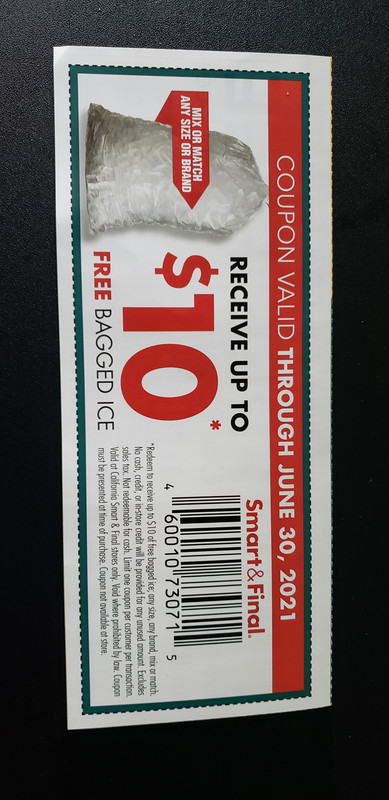 COUPON VALID THROUGH JUNE 30, 2021
MIX OR MATCH
ANY SIZE OR BRAND
RECEIVE UP TO
$10*
FREE BAGGED ICE
Smart&Final.
4 60010 73071 5
*Redeem to receive up to $10 of free bagged ice; any size, any brand, mix or match.
No cash, credit, or in-store credit will be provided for any unused amount. Excludes
sales tax. Not redeemable for cash. Limit one coupon per customer per transaction.
Valid at California Smart & Final stores only. Void where prohibited by law. Coupon
must be presented at time of purchase. Coupon not available at store.